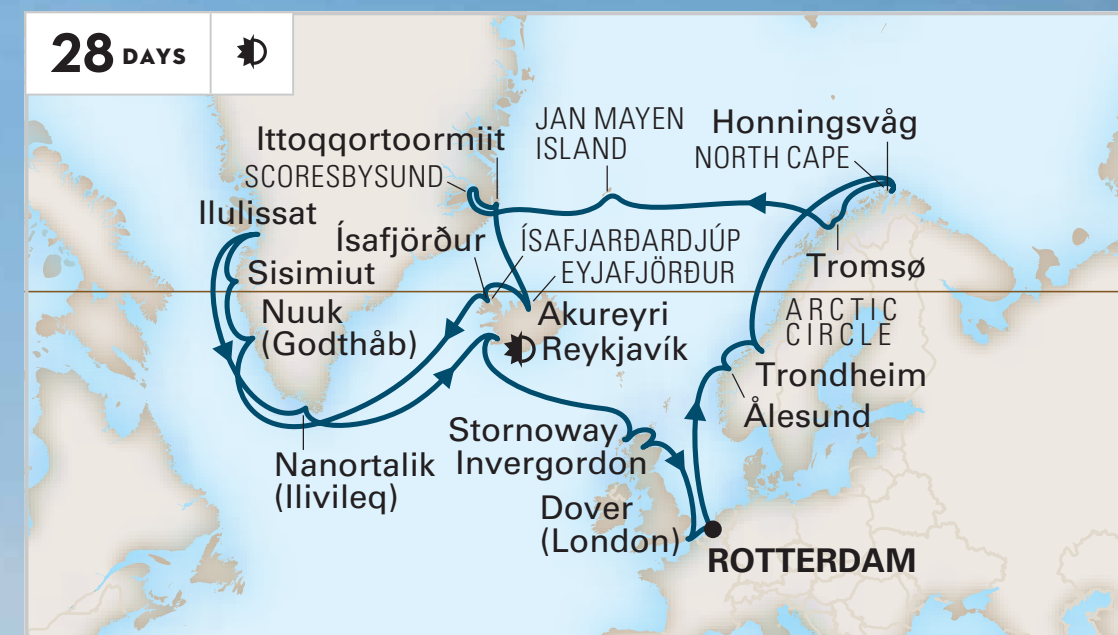 28 DAYS
Ittoqqortoormiit
SCORESBYSUND
JAN MAYEN
ISLAND
Honningsvåg
NORTH CAPE
Ilulissat
Ísafjörður
ÍSAFJARÐARDJÚP
EYJAFJÖRÐUR
Sisimiut
Tromsø
Nuuk
(Godthåb)
Akureyri
Reykjavík
ARCTIC
CIRCLE
Trondheim
Ålesund
Stornoway
Invergordon
Nanortalik
(Ilivileq)
Dover
(London)
ROTTERDAM